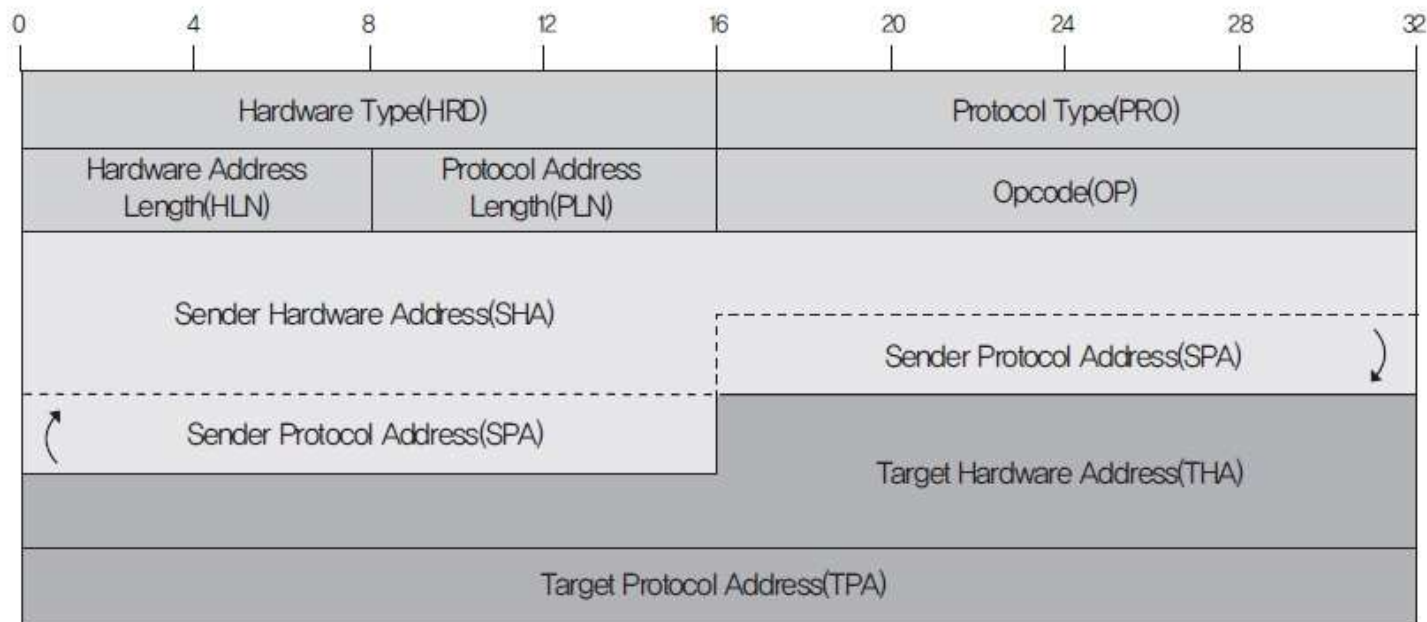 0 4 8 12 16 20 24 28 32
Hardware Type(HRD)
Protocol Type(PRO)
Hardware Address
Length(HLN)
Protocol Address
Length(PLN)
Opcode(OP)
Sender Hardware Address(SHA)
Sender Protocol Address(SPA)
Sender Protocol Address(SPA)
Target Hardware Address(THA)
Target Protocol Address(TPA)